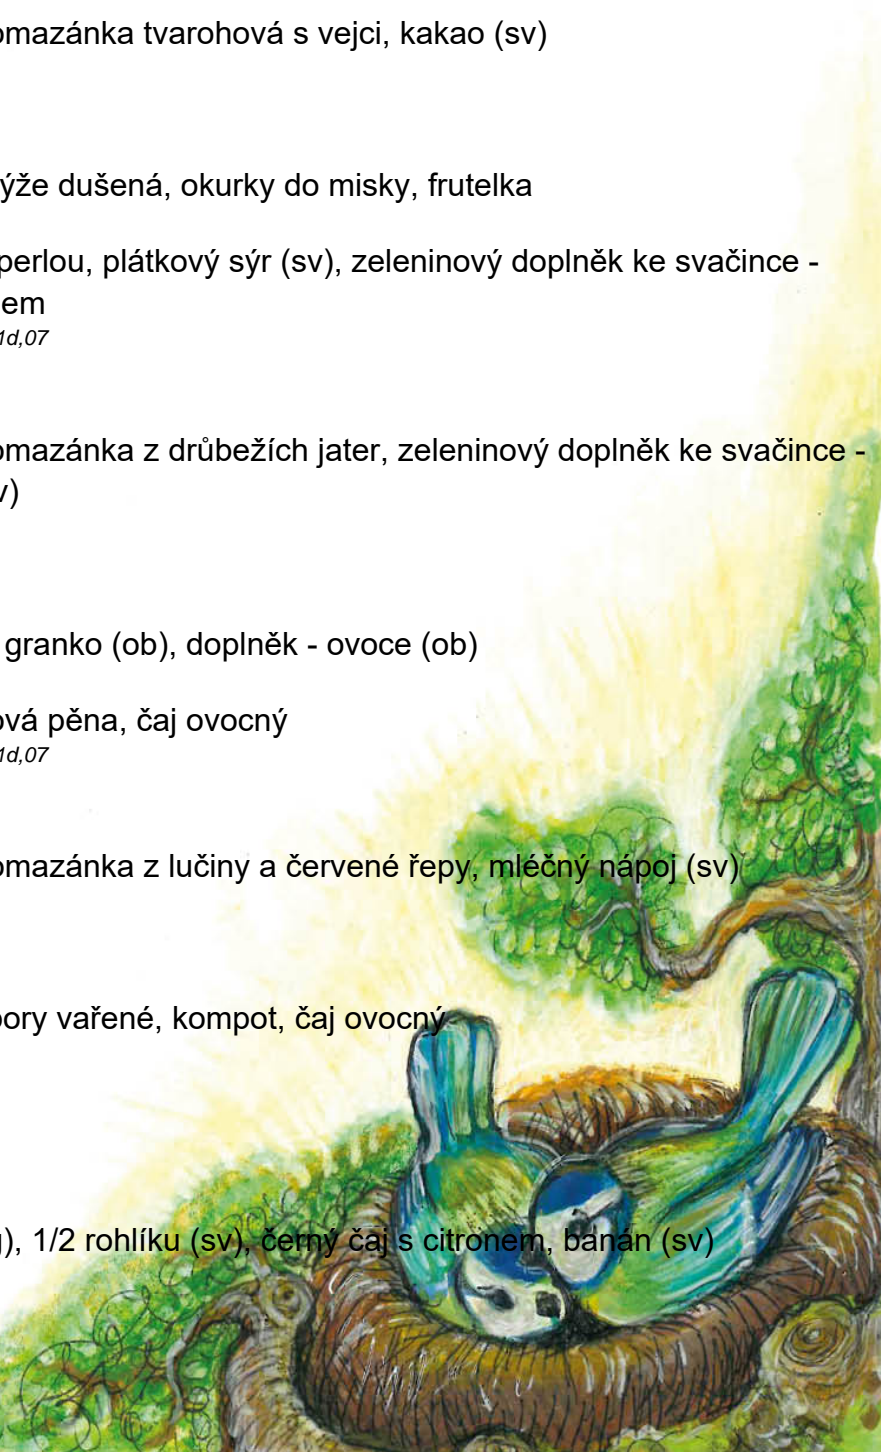 omazánka tvarohová s vejci, kakao (sv)
ýže dušená, okurky do misky, frutelka
perlou, plátkový sýr (sv), zeleninový doplněk ke svačince -
em
1d,07
omazánka z drůbežích jater, zeleninový doplněk ke svačince -
v)
granko (ob), doplněk - ovoce (ob)
ová pěna, čaj ovocný
1d,07
omazánka z lučiny a červené řepy, mléčný nápoj (sv)
bory vařené, kompot, čaj ovocný
), 1/2 rohlíku (sv), černý čaj s citronem, banán (sv)